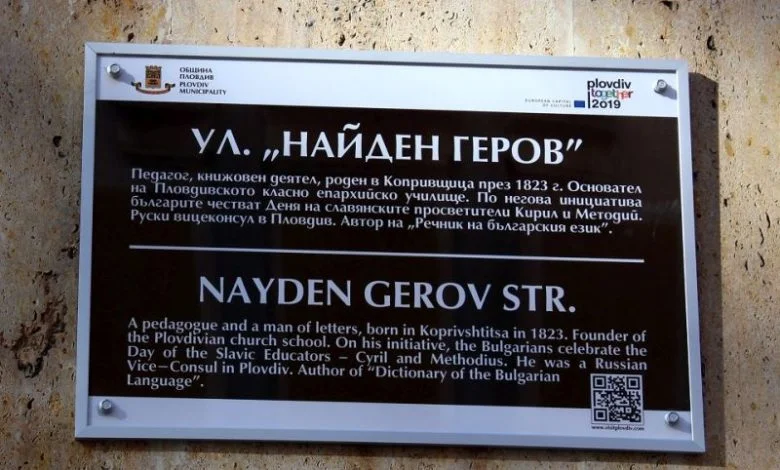 ОБЩИНА
ПЛОВДИВ
PLOVDIV
MUNICIPALITY
EUROPEAN CAPITAL
OF CULTURE
plovdiv
together
2019
УЛ. „НАЙДЕН ГЕРОВ”
Педагог, книжовен деятел, роден в Копривщица през 1823 г. Основател
на Пловдивското класно епархийско училище. По негова инициатива
българите честват Деня на славянските просветители Кирил и Методий.
Руски вицеконсул в Пловдив. Автор на „Речник на българския език”.
NAYDEN GEROV STR.
A pedagogue and a man of letters, born in Koprivshtitsa in 1823. Founder of
the Plovdivian church school. On his initiative, the Bulgarians celebrate the
Day of the Slavic Educators – Cyril and Methodius. He was a Russian
Vice–Consul in Plovdiv. Author of “Dictionary of the Bulgarian
Language”.
www.visitplovdiv.com